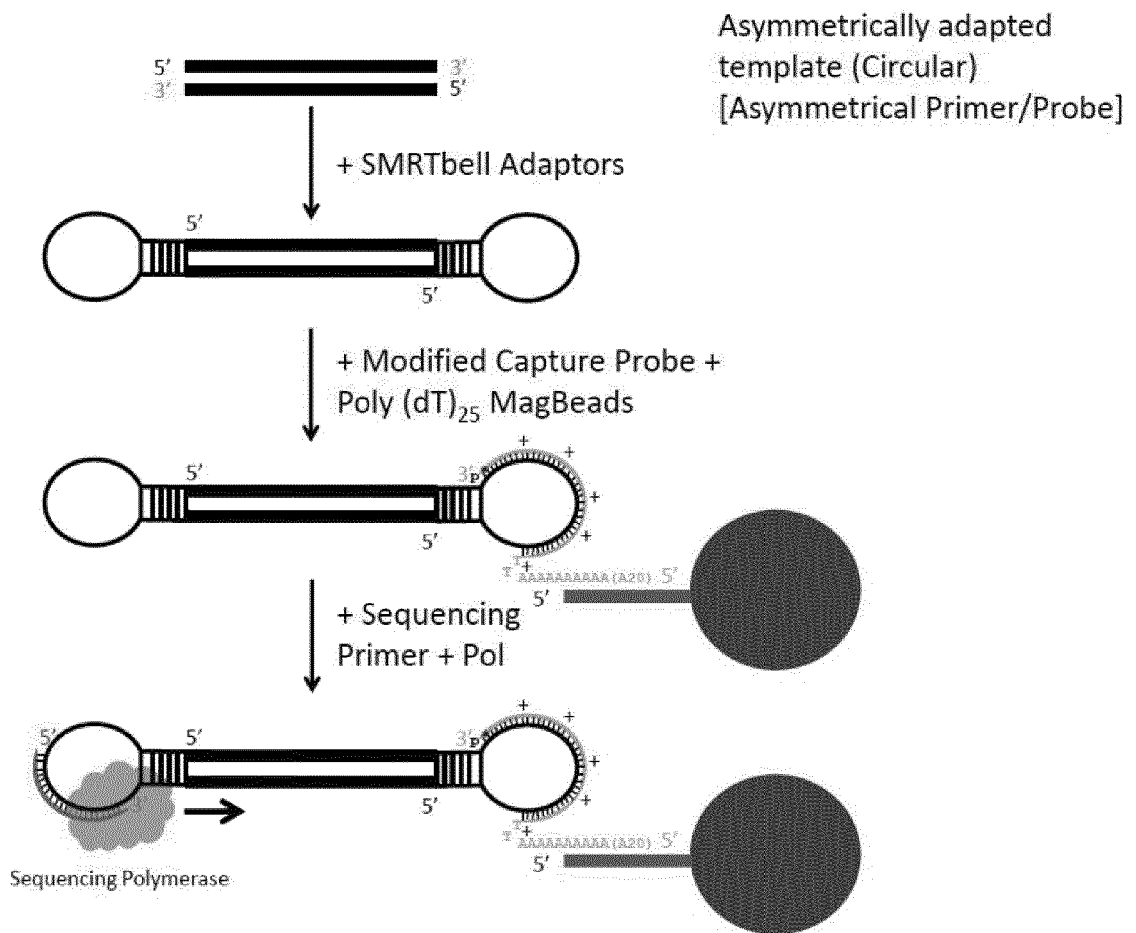 Asymmetrically adapted
template (Circular)
[Asymmetrical Primer/Probe]
5' 3'
3' 5'
+ SMRTbell Adaptors
5'
5'
+ Modified Capture Probe +
Poly (dT)25 MagBeads
5' 3'P
+
+
+
+
5'
T T+
AAAAAAAAAA(A20) 5'
5'
+ Sequencing
Primer + Pol
5' 5' 3'P
+
+
+
+
5'
T T+
AAAAAAAAAA(A20) 5'
5'
Sequencing Polymerase